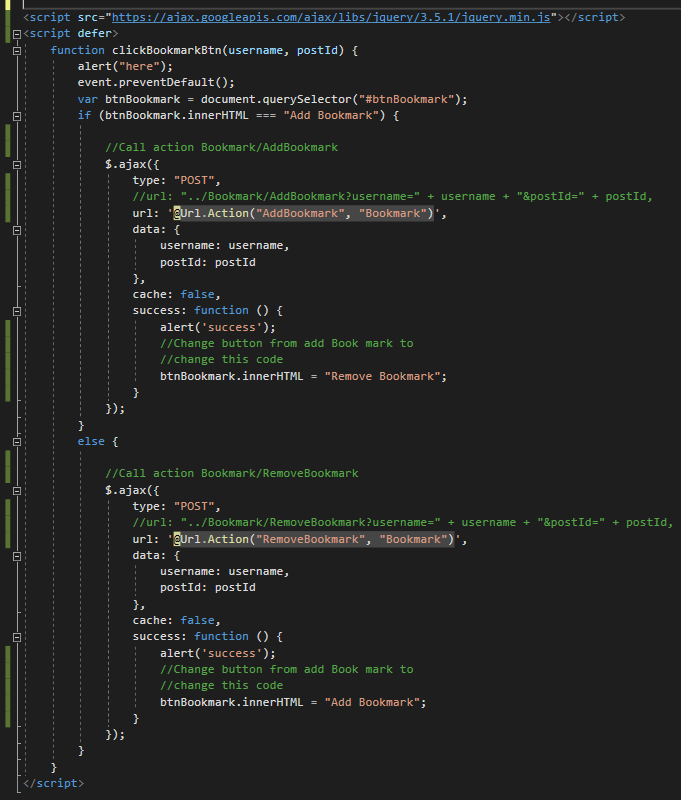 <script src="https://ajax.googleapis.com/ajax/libs/jquery/3.5.1/jquery.min.js"></script>
<script defer>
    function clickBookmarkBtn(username, postId) {
        alert("here");
        event.preventDefault();
        var btnBookmark = document.querySelector("#btnBookmark");
        if (btnBookmark.innerHTML === "Add Bookmark") {

            //Call action Bookmark/AddBookmark
            $.ajax({
                type: "POST",
                //url: "../Bookmark/AddBookmark?username=" + username + "&postId=" + postId,
                url: '@Url.Action("AddBookmark", "Bookmark")',
                data: {
                    username: username,
                    postId: postId
                },
                cache: false,
                success: function () {
                    alert('success');
                    //Change button from add Book mark to
                    //change this code
                    btnBookmark.innerHTML = "Remove Bookmark";
                }
            });
        }
        else {

            //Call action Bookmark/RemoveBookmark
            $.ajax({
                type: "POST",
                //url: "../Bookmark/RemoveBookmark?username=" + username + "&postId=" + postId,
                url: '@Url.Action("RemoveBookmark", "Bookmark")',
                data: {
                    username: username,
                    postId: postId
                },
                cache: false,
                success: function () {
                    alert('success');
                    //Change button from add Book mark to
                    //change this code
                    btnBookmark.innerHTML = "Add Bookmark";
                }
            });
        }
    }
</script>